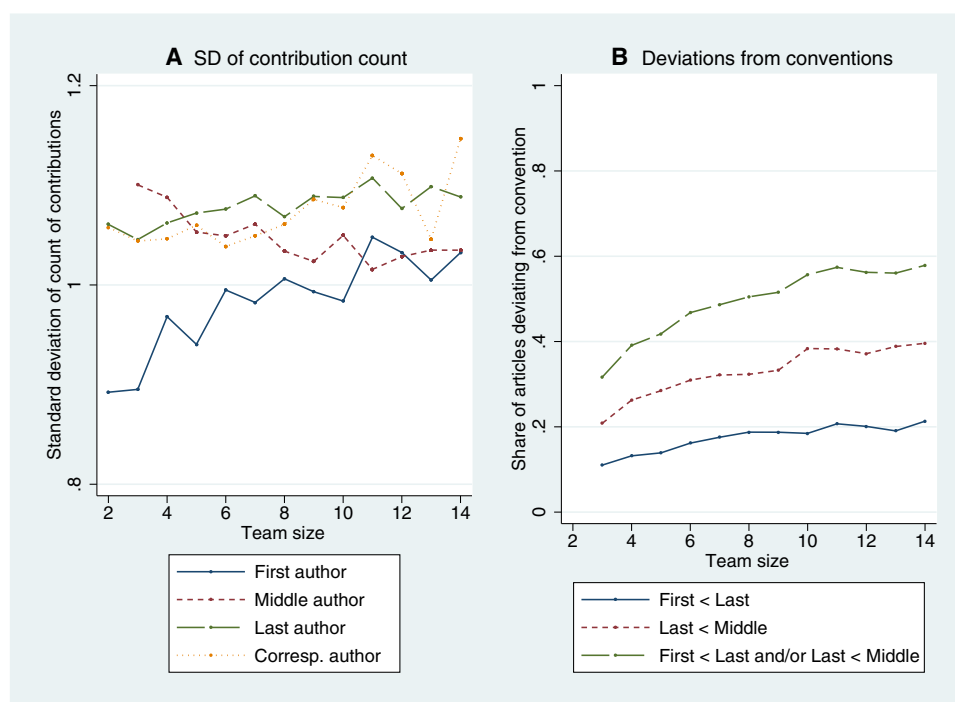 A SD of contribution count
Standard deviation of count of contributions
1.2
1
.8
2 4 6 8 10 12 14
Team size
First author
Middle author
Last author
Corresp. author
B Deviations from conventions
Share of articles deviating from convention
1
.8
.6
.4
.2
0
2 4 6 8 10 12 14
Team size
First < Last
Last < Middle
First < Last and/or Last < Middle